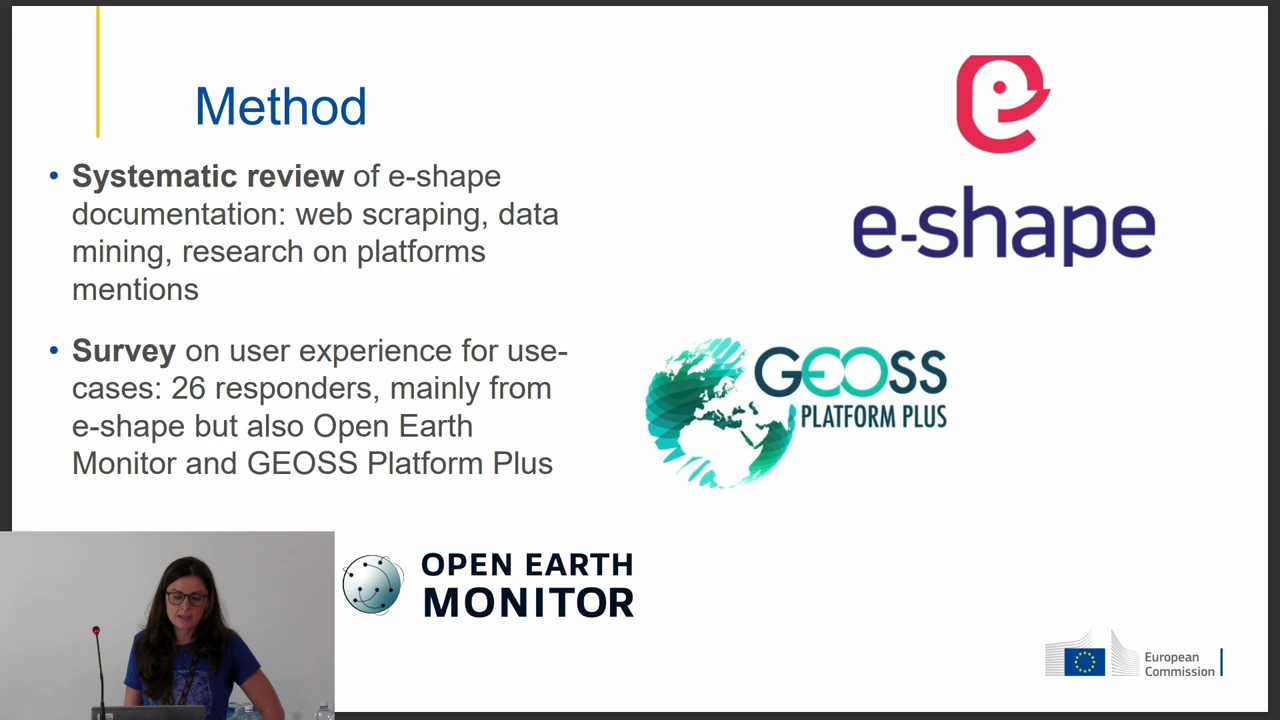 Method
• Systematic review of e-shape
documentation: web scraping, data
mining, research on platforms
mentions
• Survey on user experience for use-
cases: 26 responders, mainly from
e-shape but also Open Earth
Monitor and GEOSS Platform Plus
e-shape
GEOSS
PLATFORM PLUS
OPEN EARTH
MONITOR
European
Commission